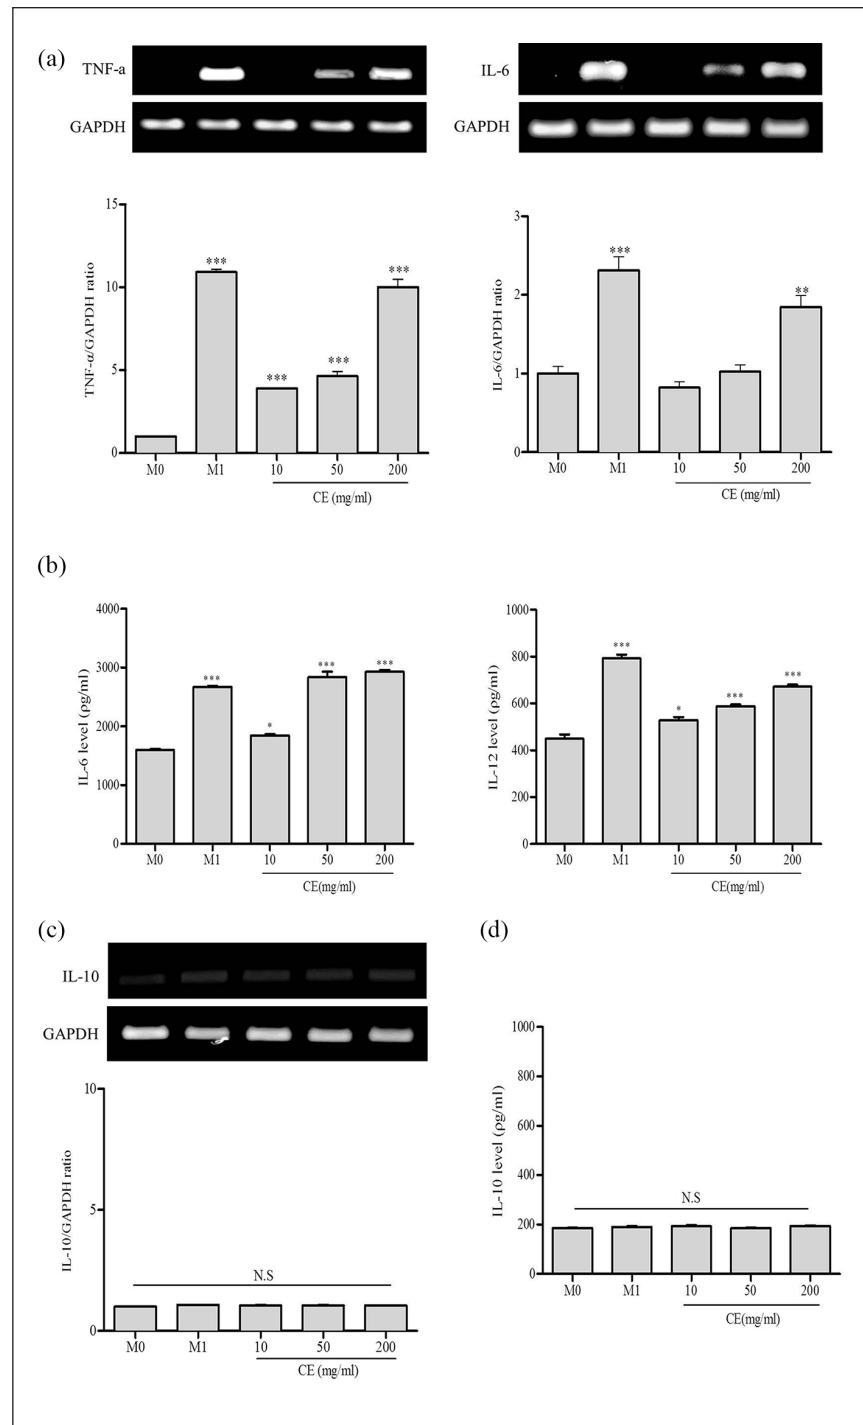 (a)
TNF-a
GAPDH
IL-6
GAPDH
TNF-α/GAPDH ratio
15
10
5
0
***
***
***
***
M0 M1 10 50 200
CE (mg/ml)
IL-6/GAPDH ratio
3
2
1
0
***
**
M0 M1 10 50 200
CE (mg/ml)
(b)
IL-6 level (ρg/ml)
4000
3000
2000
1000
0
***
*
***
***
M0 M1 10 50 200
CE(mg/ml)
IL-12 level (ρg/ml)
1000
800
600
400
200
0
***
*
***
***
M0 M1 10 50 200
CE(mg/ml)
(c)
IL-10
GAPDH
IL-10/GAPDH ratio
10
5
0
N.S
M0 M1 10 50 200
CE (mg/ml)
(d)
IL-10 level (ρg/ml)
1000
800
600
400
200
0
N.S
M0 M1 10 50 200
CE(mg/ml)